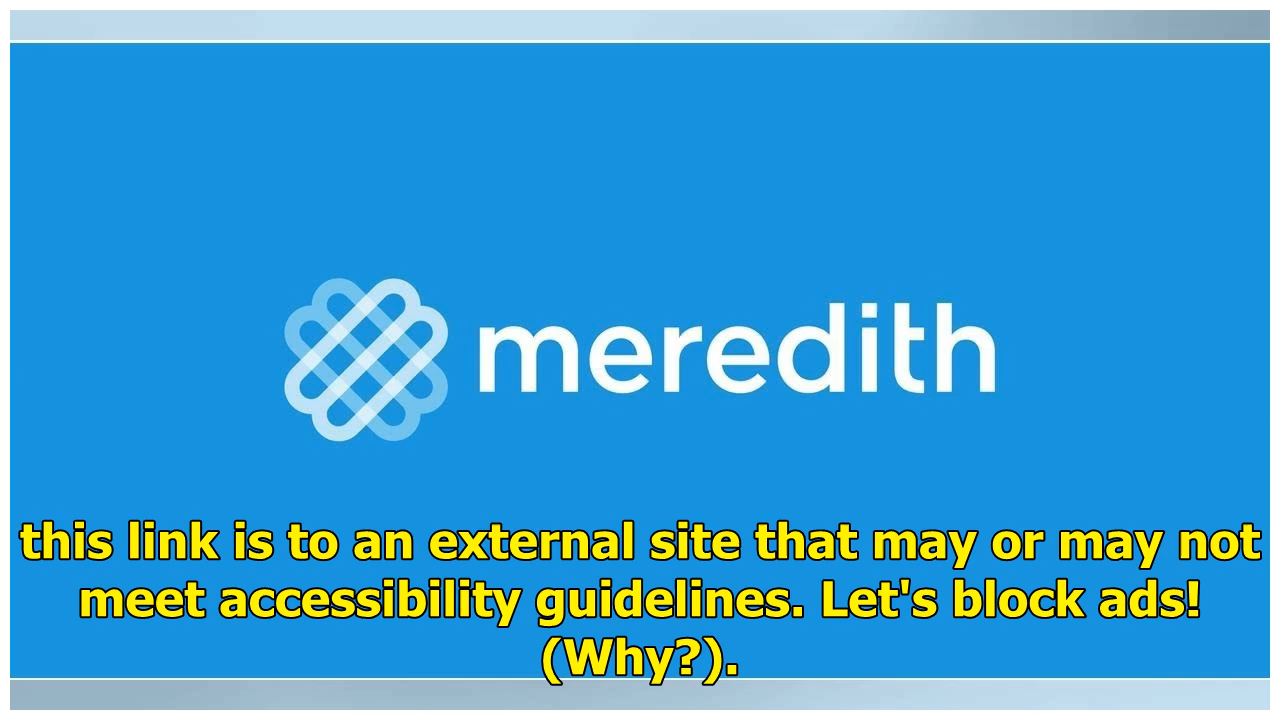 meredith
this link is to an external site that may or may not
meet accessibility guidelines. Let's block ads!
(Why?).